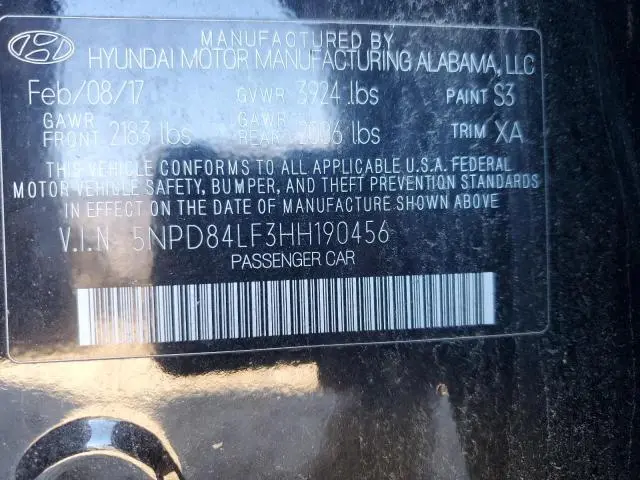 MANUFACTURED BY
HYUNDAI MOTOR MANUFACTURING ALABAMA, LLC
Feb/08/17 GVWR 3924 lbs PAINT S3
GAWR FRONT 2183 lbs GAWR REAR 2006 lbs TRIM XA
THIS VEHICLE CONFORMS TO ALL APPLICABLE U.S.A. FEDERAL
MOTOR VEHICLE SAFETY, BUMPER, AND THEFT PREVENTION STANDARDS
IN EFFECT ON THE DATE OF MANUFACTURE SHOWN ABOVE.
V.I.N 5NPD84LF3HH190456
PASSENGER CAR